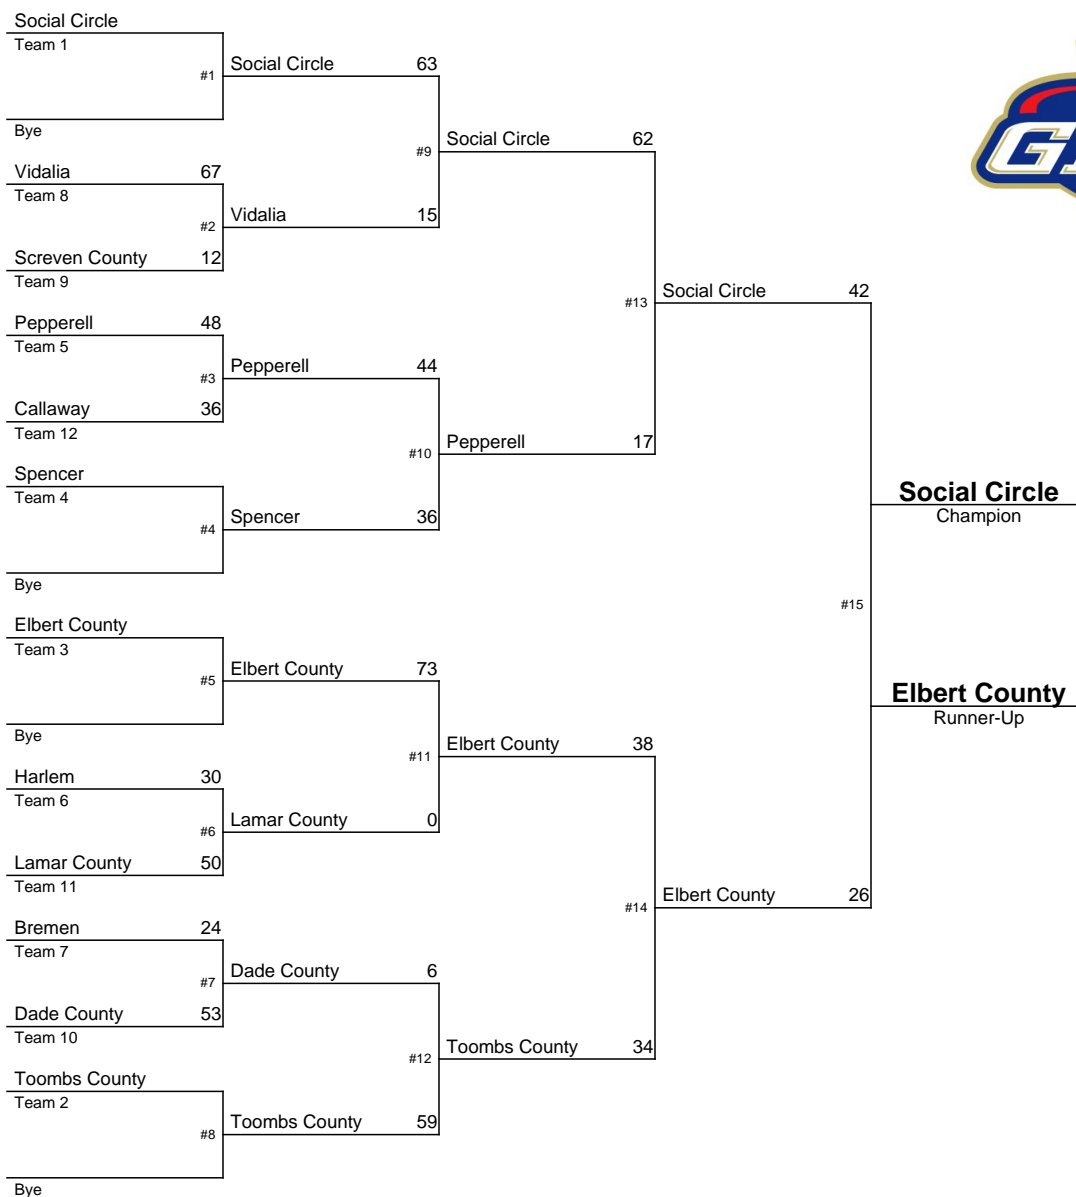 Social Circle
Team 1
#1
Social Circle 63
Bye
Vidalia 67
Team 8
#2
Vidalia 15
Screven County 12
Team 9
#9
Social Circle 62
Pepperell 48
Team 5
#3
Pepperell 44
Callaway 36
Team 12
#10
Pepperell 17
Spencer
Team 4
#4
Spencer 36
Bye
#13
Social Circle 42
Elbert County
Team 3
#5
Elbert County 73
Bye
#11
Elbert County 38
Harlem 30
Team 6
#6
Lamar County 0
Lamar County 50
Team 11
Bremen 24
Team 7
#7
Dade County 6
Dade County 53
Team 10
#12
Toombs County 34
Toombs County
Team 2
#8
Toombs County 59
Bye
#14
Elbert County 26
#15
Social Circle
Champion
Elbert County
Runner-Up